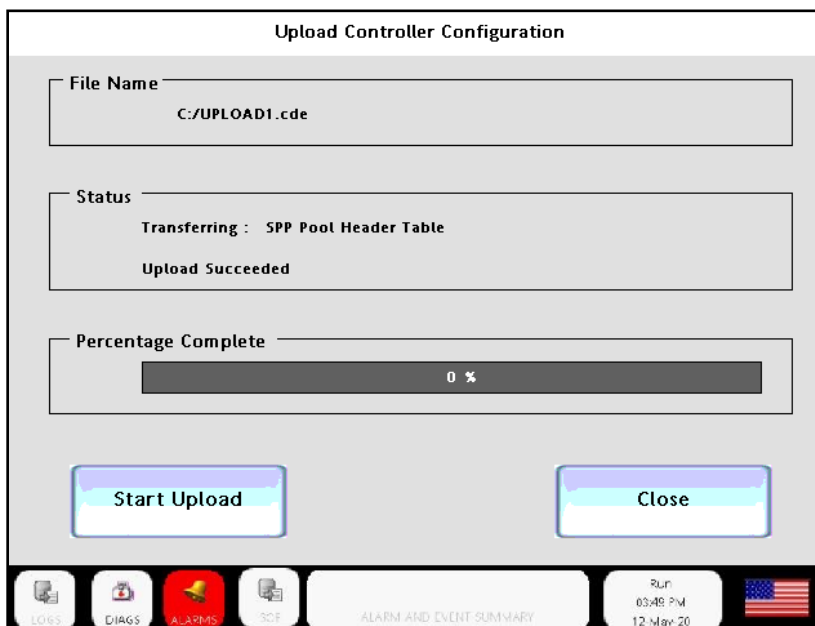 Upload Controller Configuration
File Name
C:/UPLOAD1.cde
Status
Transferring : SPP Pool Header Table
Upload Succeeded
Percentage Complete
0 %
Start Upload
Close
LOGS
DIAGS
ALARMS
SOE
ALARM AND EVENT SUMMARY
Run
03:49 PM
12-May-20